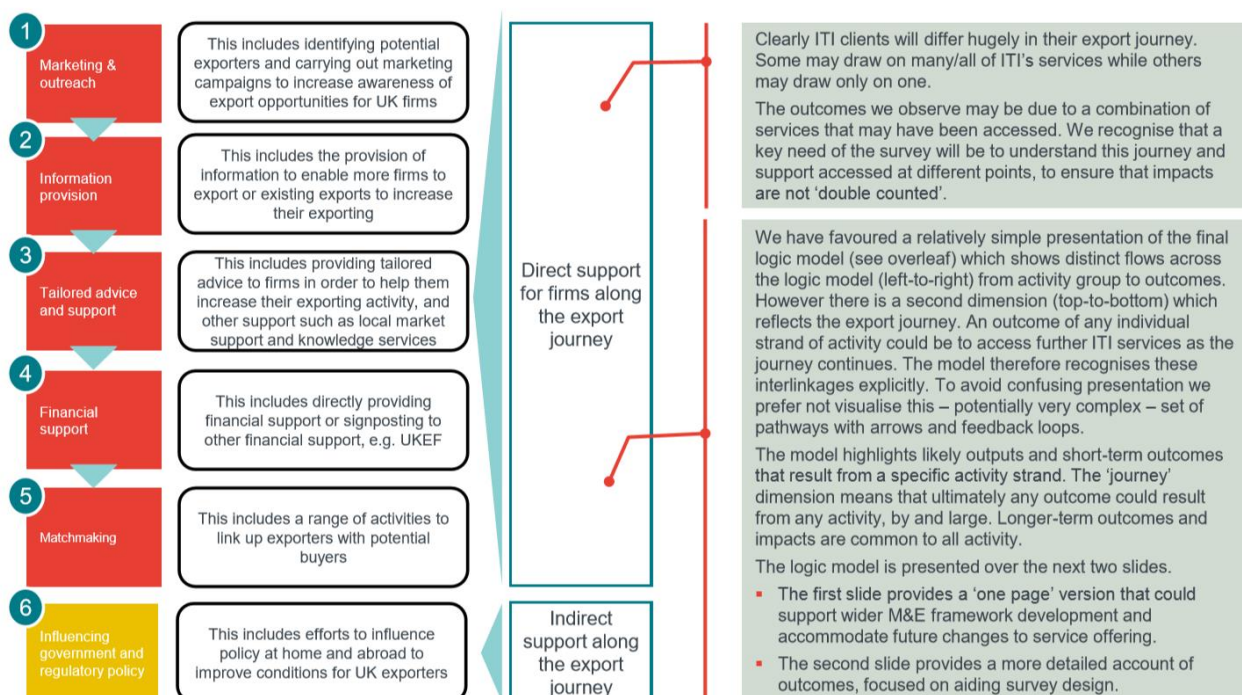 1
Marketing &
outreach
This includes identifying potential
exporters and carrying out marketing
campaigns to increase awareness of
export opportunities for UK firms
2
Information
provision
This includes the provision of
information to enable more firms to
export or existing exports to increase
their exporting
3
Tailored advice
and support
This includes providing tailored
advice to firms in order to help them
increase their exporting activity, and
other support such as local market
support and knowledge services
4
Financial
support
This includes directly providing
financial support or signposting to
other financial support, e.g. UKEF
5
Matchmaking
This includes a range of activities to
link up exporters with potential
buyers
6
Influencing
government and
regulatory policy
This includes efforts to influence
policy at home and abroad to
improve conditions for UK exporters
Direct support
for firms along
the export
journey
Indirect
support along
the export
journey
Clearly ITI clients will differ hugely in their export journey.
Some may draw on many/all of ITI's services while others
may draw only on one.
The outcomes we observe may be due to a combination of
services that may have been accessed. We recognise that a
key need of the survey will be to understand this journey and
support accessed at different points, to ensure that impacts
are not 'double counted'.
We have favoured a relatively simple presentation of the final
logic model (see overleaf) which shows distinct flows across
the logic model (left-to-right) from activity group to outcomes.
However there is a second dimension (top-to-bottom) which
reflects the export journey. An outcome of any individual
strand of activity could be to access further ITI services as the
journey continues. The model therefore recognises these
interlinkages explicitly. To avoid confusing presentation we
prefer not visualise this – potentially very complex – set of
pathways with arrows and feedback loops.
The model highlights likely outputs and short-term outcomes
that result from a specific activity strand. The 'journey'
dimension means that ultimately any outcome could result
from any activity, by and large. Longer-term outcomes and
impacts are common to all activity.
The logic model is presented over the next two slides.
▪ The first slide provides a 'one page' version that could
support wider M&E framework development and
accommodate future changes to service offering.
▪ The second slide provides a more detailed account of
outcomes, focused on aiding survey design.